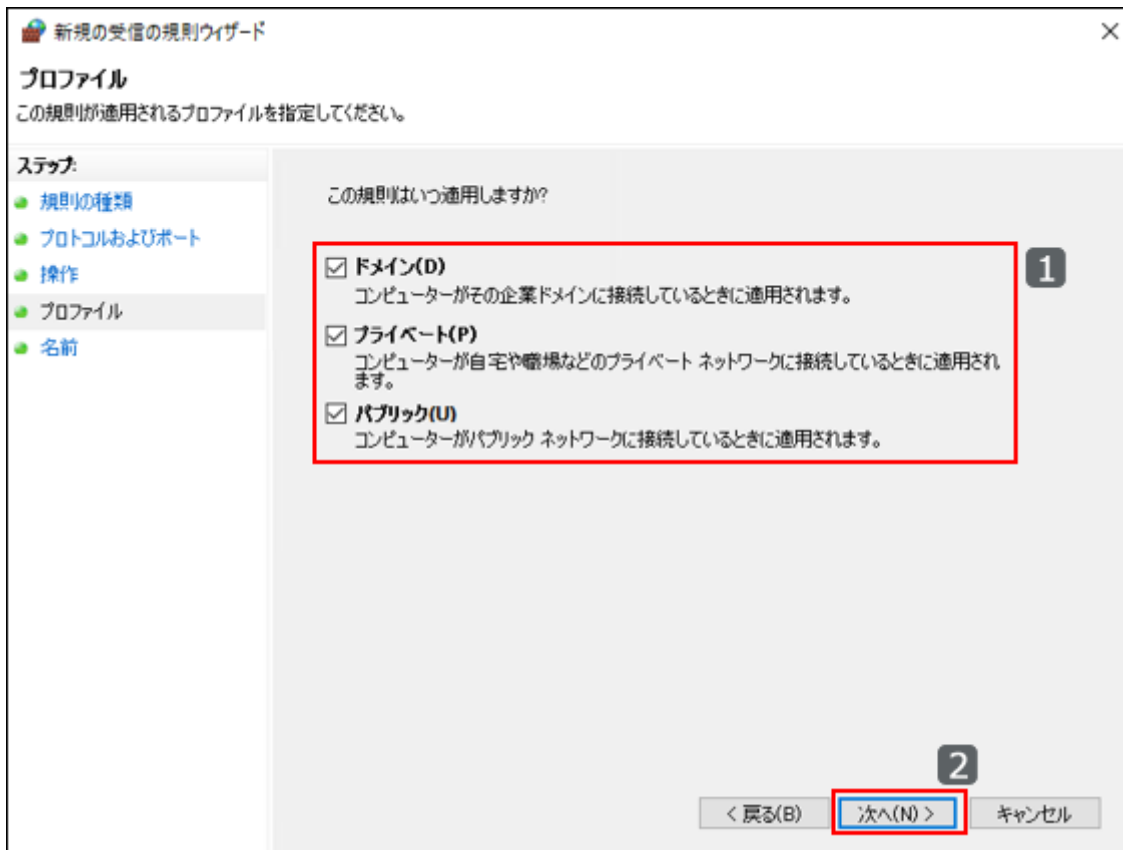 新規の受信の規則ウィザード
プロファイル
この規則が適用されるプロファイルを指定してください。
ステップ:
規則の種類
プロトコルおよびポート
操作
プロファイル
名前
この規則はいつ適用しますか?
ドメイン(D)
コンピューターがその企業ドメインに接続しているときに適用されます。
1
プライベート(P)
コンピューターが自宅や職場などのプライベート ネットワークに接続しているときに適用され
ます。
パブリック(U)
コンピューターがパブリック ネットワークに接続しているときに適用されます。
2
< 戻る(B)
次へ(N) >
キャンセル